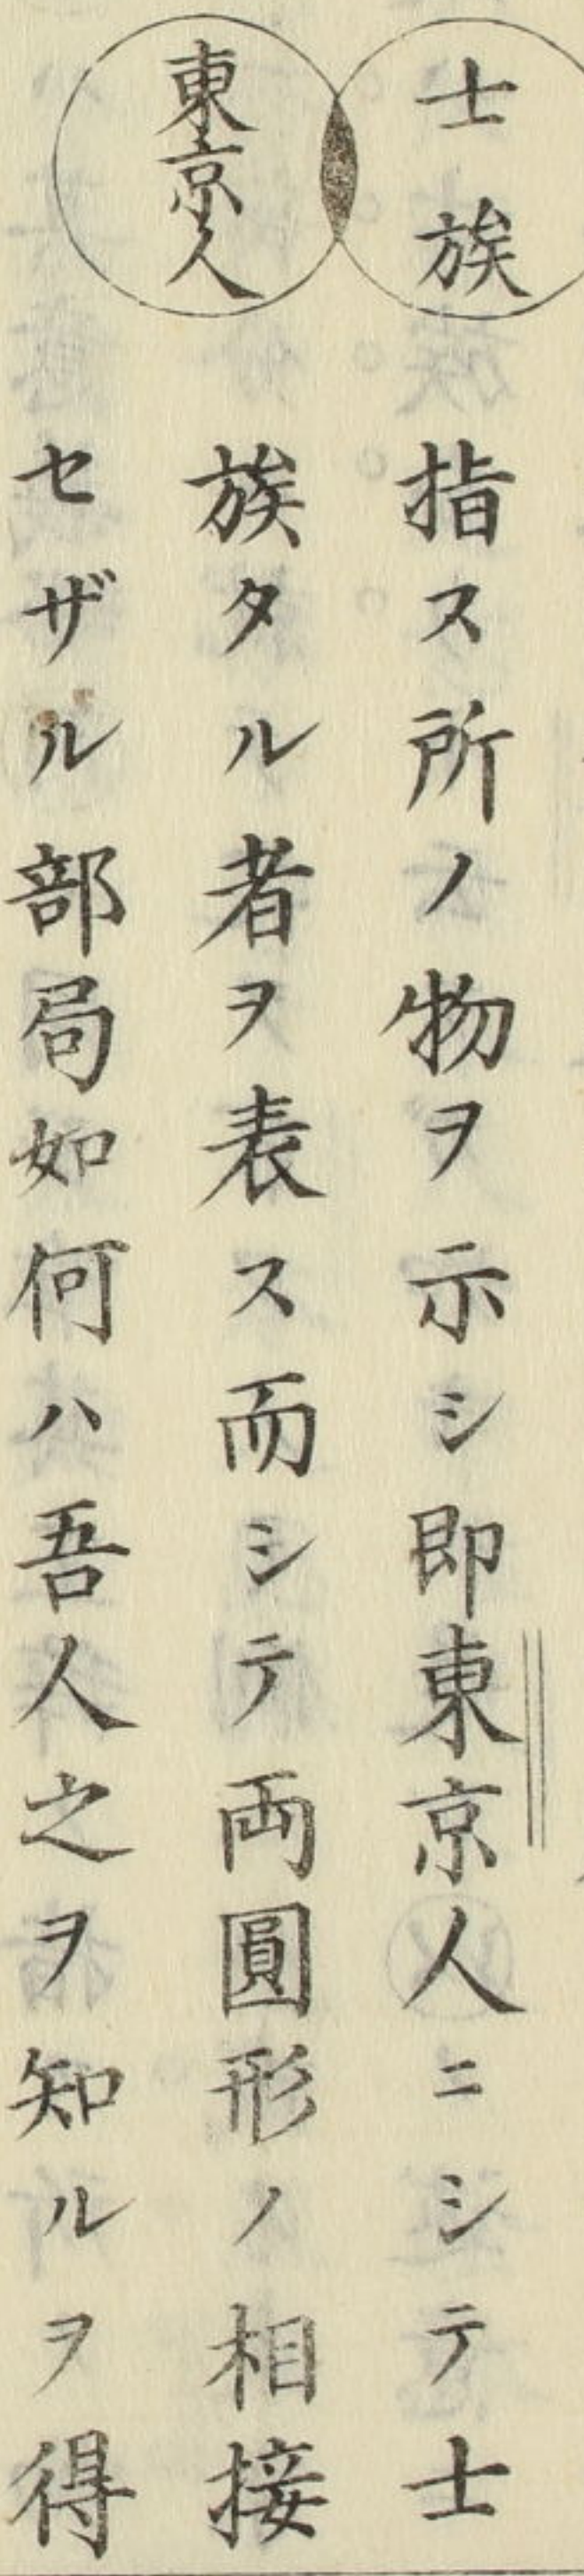 士族
東京人
指ス所ノ物ヲ示シ即東京人ニシテ士
族タル者ヲ表ス而シテ両圓形ノ相接
セザル部局如何ハ吾人之ヲ知ルヲ得